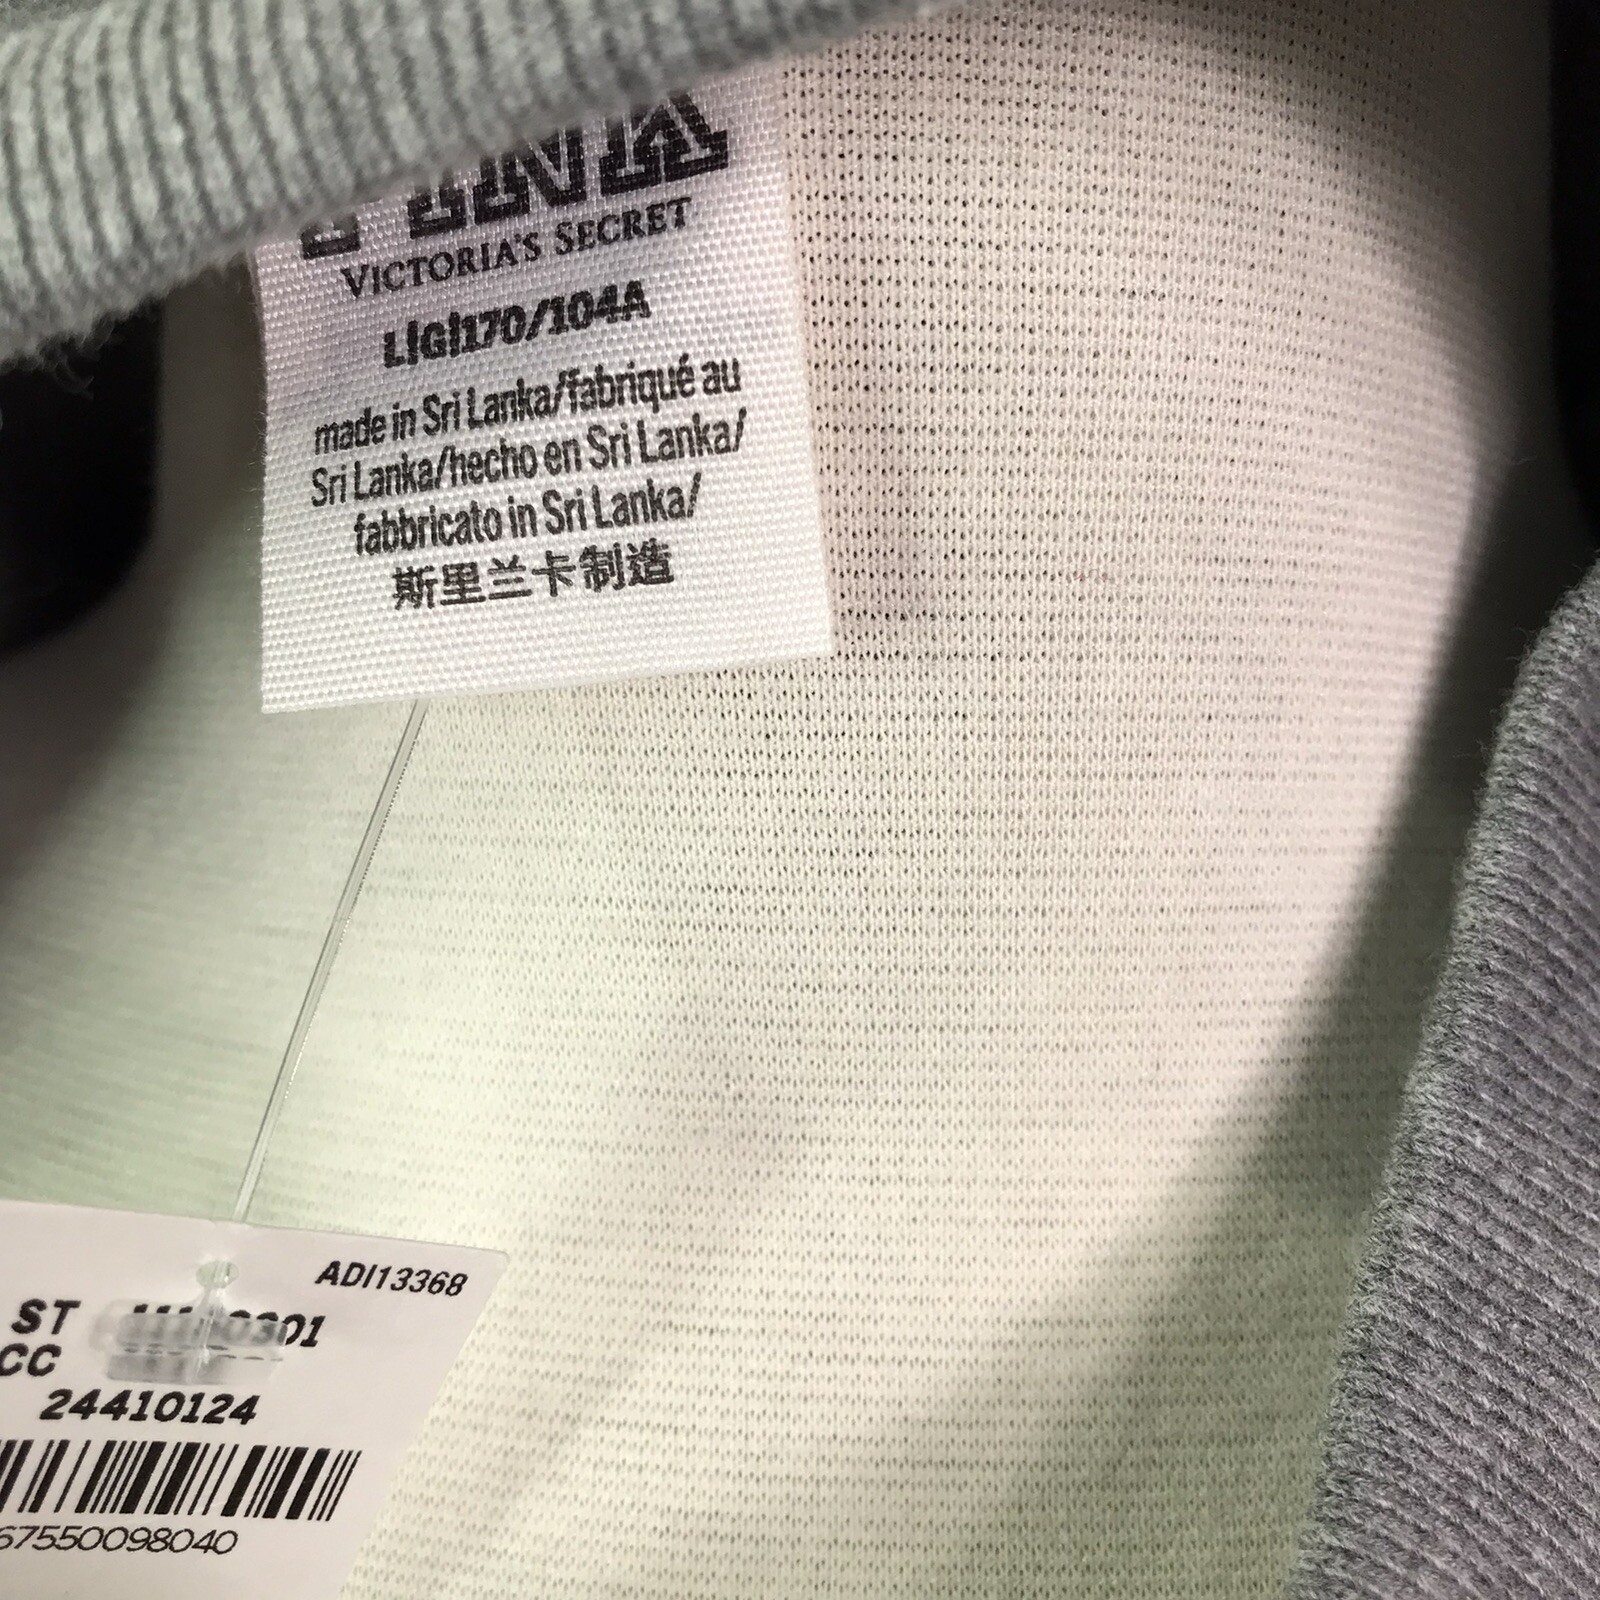 PINK
VICTORIA'S SECRET
L|G|170/104A
made in Sri Lanka/fabriqué au
Sri Lanka/hecho en Sri Lanka/
fabbricato in Sri Lanka/
斯里兰卡制造
ADI13368
ST
CC
24410124
67550098040